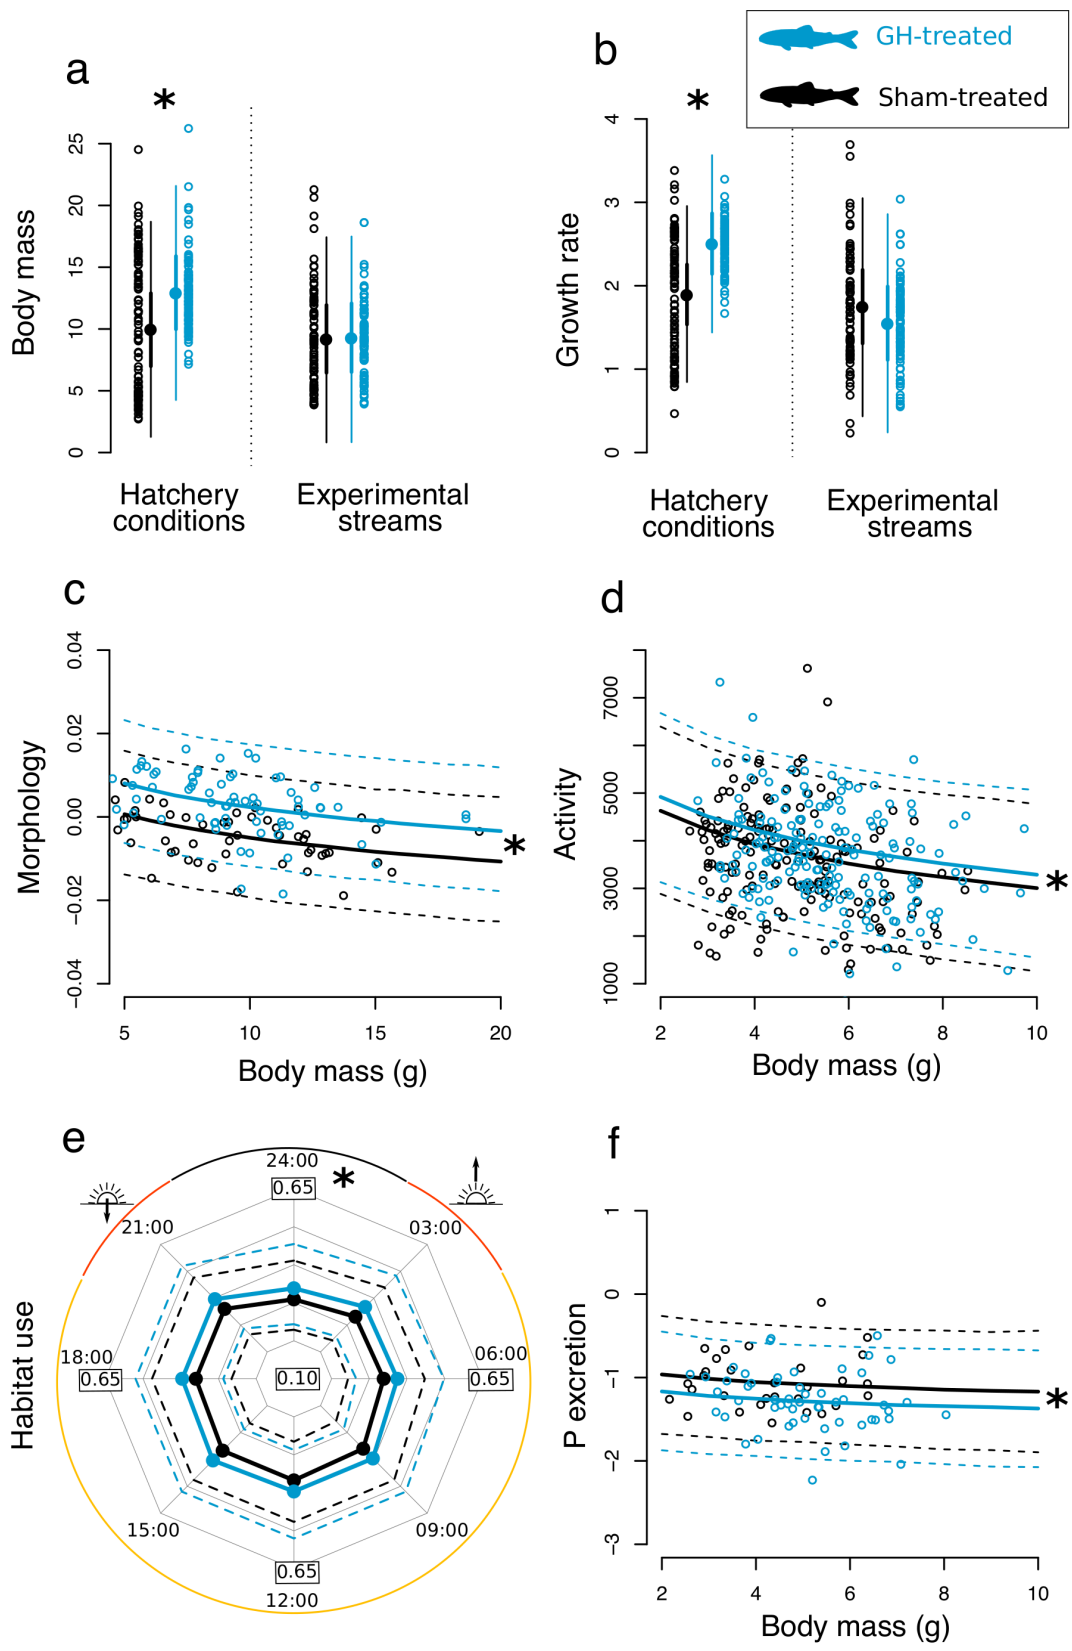 GH-treated
Sham-treated
a
*
Body mass
25
20
15
10
5
0
Hatchery
conditions
Experimental
streams
b
*
Growth rate
4
3
2
1
0
Hatchery
conditions
Experimental
streams
c
Morphology
0.04
0.02
0.00
−0.02
−0.04
*
5
10
15
20
Body mass (g)
d
Activity
7000
5000
3000
1000
*
2
4
6
8
10
Body mass (g)
e
Habitat use
24:00
*
0.65
21:00
03:00
18:00
0.65
0.10
06:00
0.65
15:00
09:00
0.65
12:00
f
P excretion
1
0
−1
−2
−3
*
2
4
6
8
10
Body mass (g)